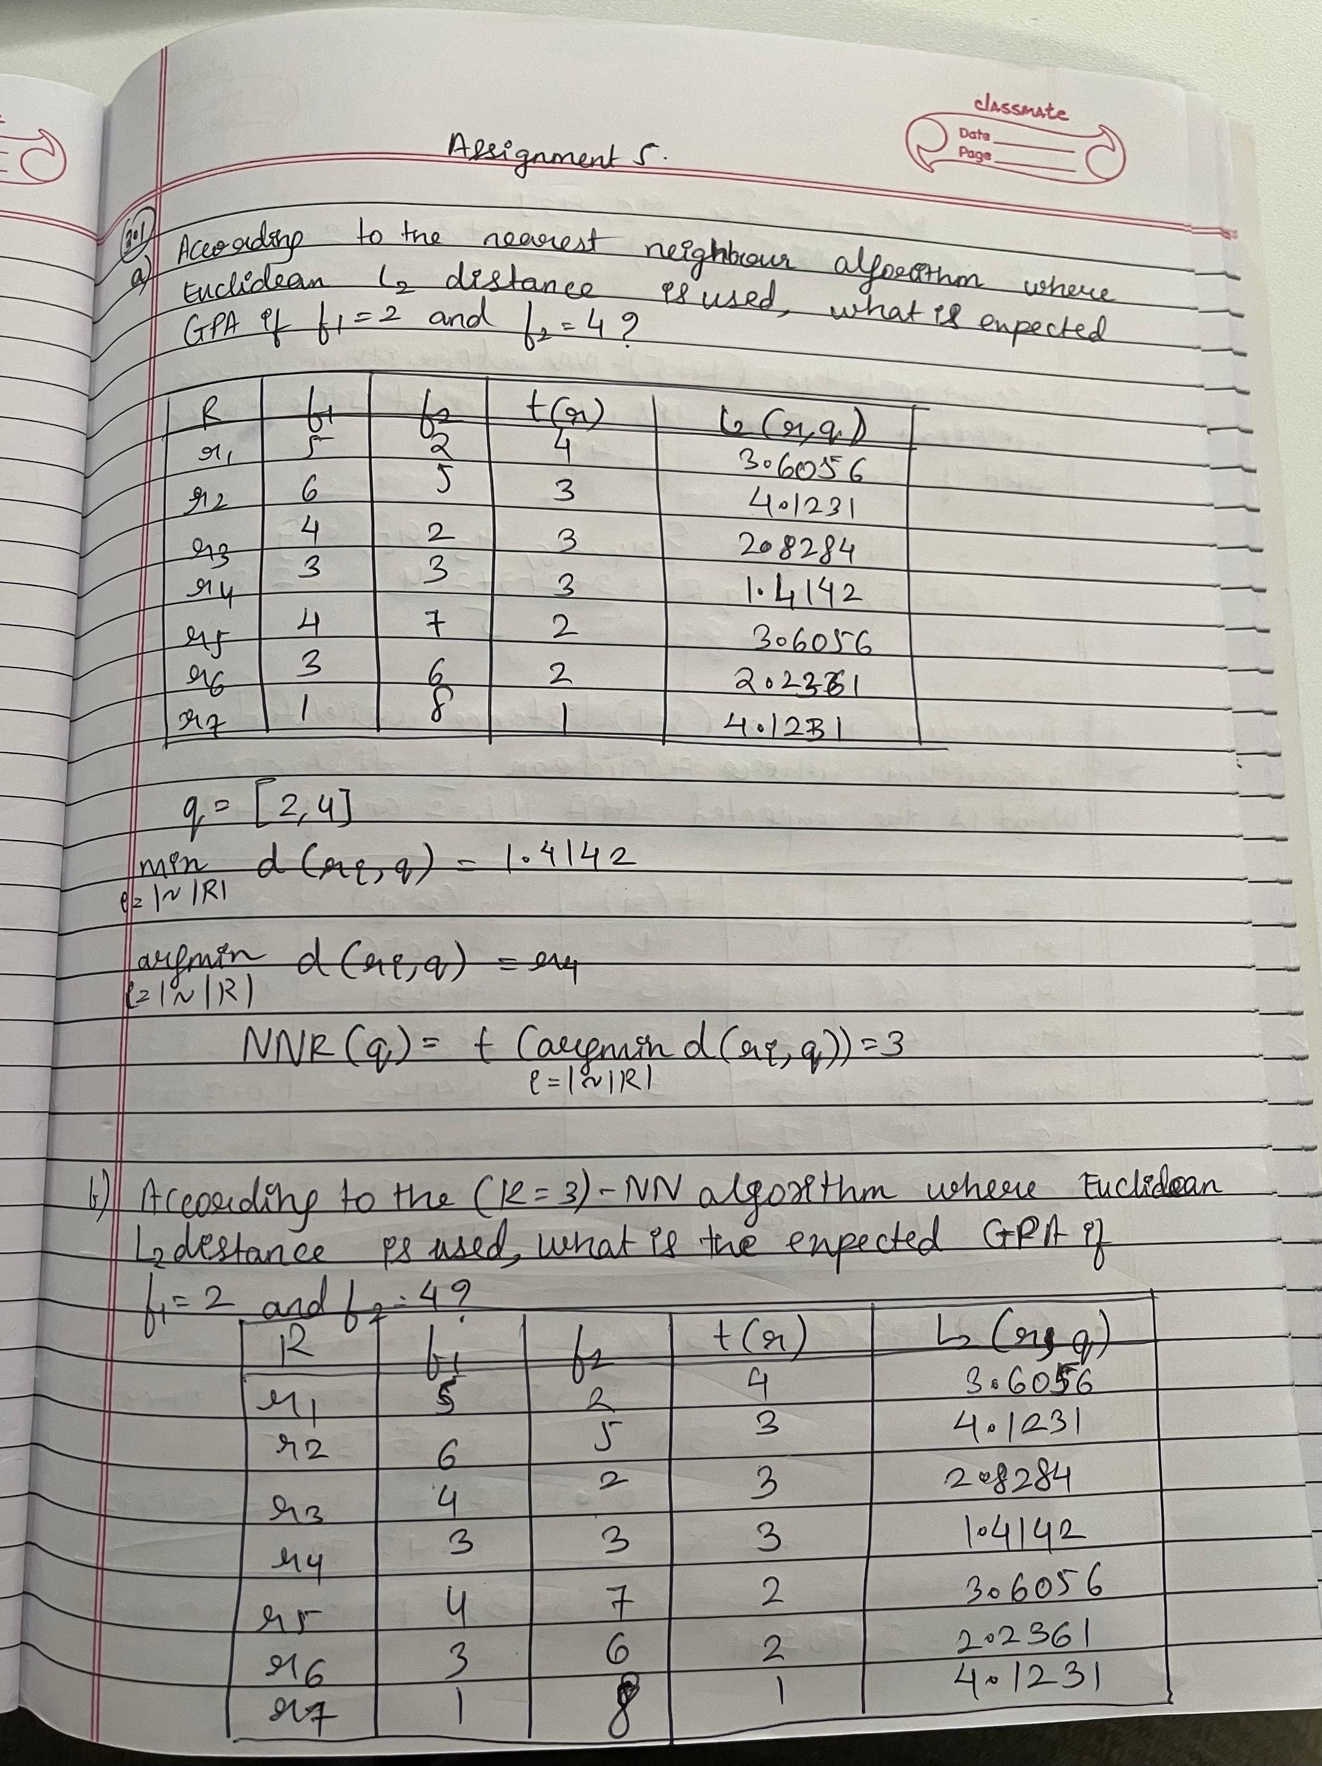 classmate
Date
Page
Assignment 5.
3.1
a) According to the nearest neighbour algorithm where
Euclidean L2 distance is used, what is expected
GPA if f1 = 2 and f2 = 4?
R f1 f2 t(r) L2 (r,q)
r1 5 2 4 3.6056
r2 6 5 3 4.1231
r3 4 2 3 2.8284
r4 3 3 3 1.4142
r5 4 7 2 3.6056
r6 3 6 2 2.2361
r7 1 8 1 4.1231
q = [2,4]
min d (ri, q) = 1.4142
i=1~|R|
argmin d (ri, q) = r4
i=1~|R|
NNR (q) = t (argmin d (ri, q)) = 3
i=1~|R|
b) According to the (k = 3) - NN algorithm where Euclidean
L2 distance is used, what is the expected GPA if
f1 = 2 and f2 = 4?
R f1 f2 t(r) L2 (r, q)
r1 5 2 4 3.6056
r2 6 5 3 4.1231
r3 4 2 3 2.8284
r4 3 3 3 1.4142
r5 4 7 2 3.6056
r6 3 6 2 2.2361
r7 1 8 1 4.1231